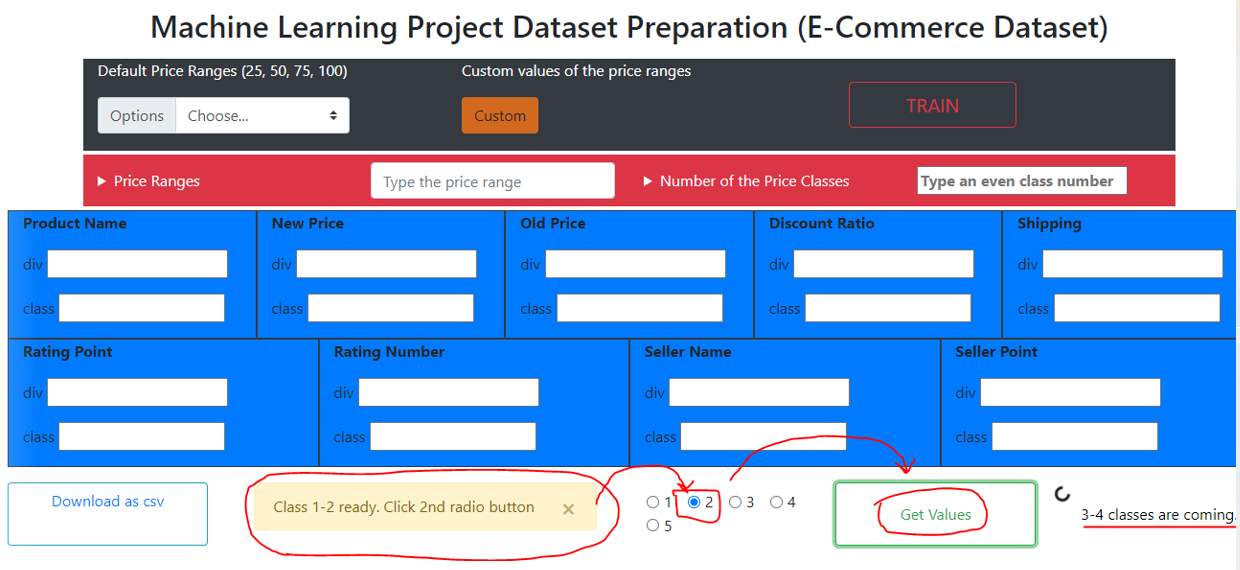 Machine Learning Project Dataset Preparation (E-Commerce Dataset)
Default Price Ranges (25, 50, 75, 100)
Custom values of the price ranges
Options
Choose...
Custom
TRAIN
Price Ranges
Type the price range
Number of the Price Classes
Type an even class number
Product Name
New Price
Old Price
Discount Ratio
Shipping
div
div
div
div
div
class
class
class
class
class
Rating Point
Rating Number
Seller Name
Seller Point
div
div
div
div
class
class
class
class
Download as csv
Class 1-2 ready. Click 2nd radio button
×
1
2
3
4
5
Get Values
3-4 classes are coming.